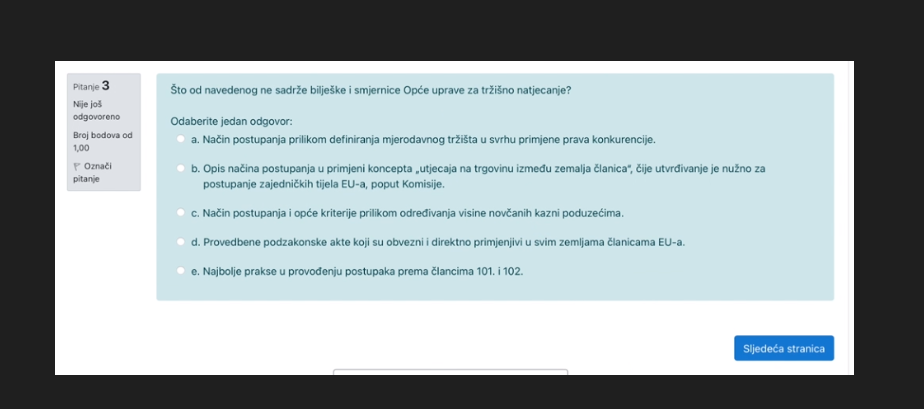 Pitanje 3
Nije još
odgovoreno
Broj bodova od
1,00
Označi
pitanje
Što od navedenog ne sadrže bilješke i smjernice Opće uprave za tržišno natjecanje?
Odaberite jedan odgovor:
a. Način postupanja prilikom definiranja mjerodavnog tržišta u svrhu primjene prava konkurencije.
b. Opis načina postupanja u primjeni koncepta „utjecaja na trgovinu između zemalja članica“, čije utvrđivanje je nužno za
postupanje zajedničkih tijela EU-a, poput Komisije.
c. Način postupanja i opće kriterije prilikom određivanja visine novčanih kazni poduzećima.
d. Provedbene podzakonske akte koji su obvezni i direktno primjenjivi u svim zemljama članicama EU-a.
e. Najbolje prakse u provođenju postupaka prema člancima 101. i 102.
Sljedeća stranica